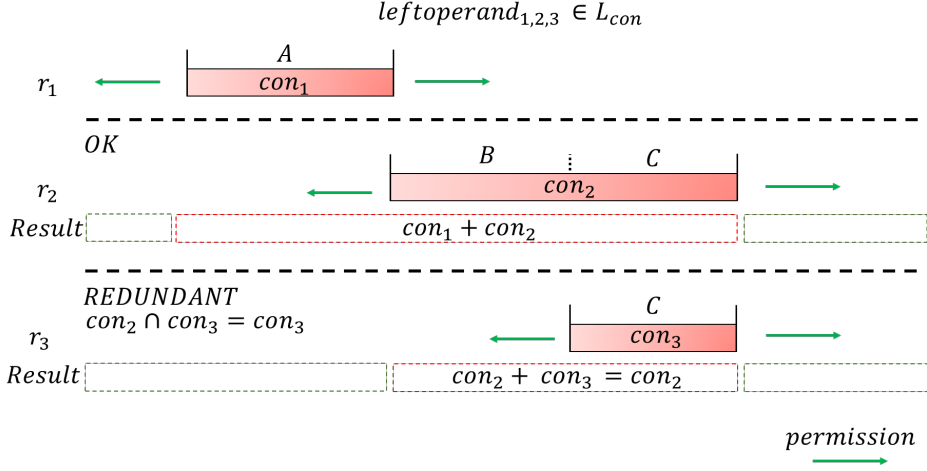 leftoperand₁,₂,₃ ∈ L_con
A
r₁
con₁
OK
B ⋮ C
r₂
con₂
Result
con₁ + con₂
REDUNDANT
con₂ ∩ con₃ = con₃
C
r₃
con₃
Result
con₂ + con₃ = con₂
permission